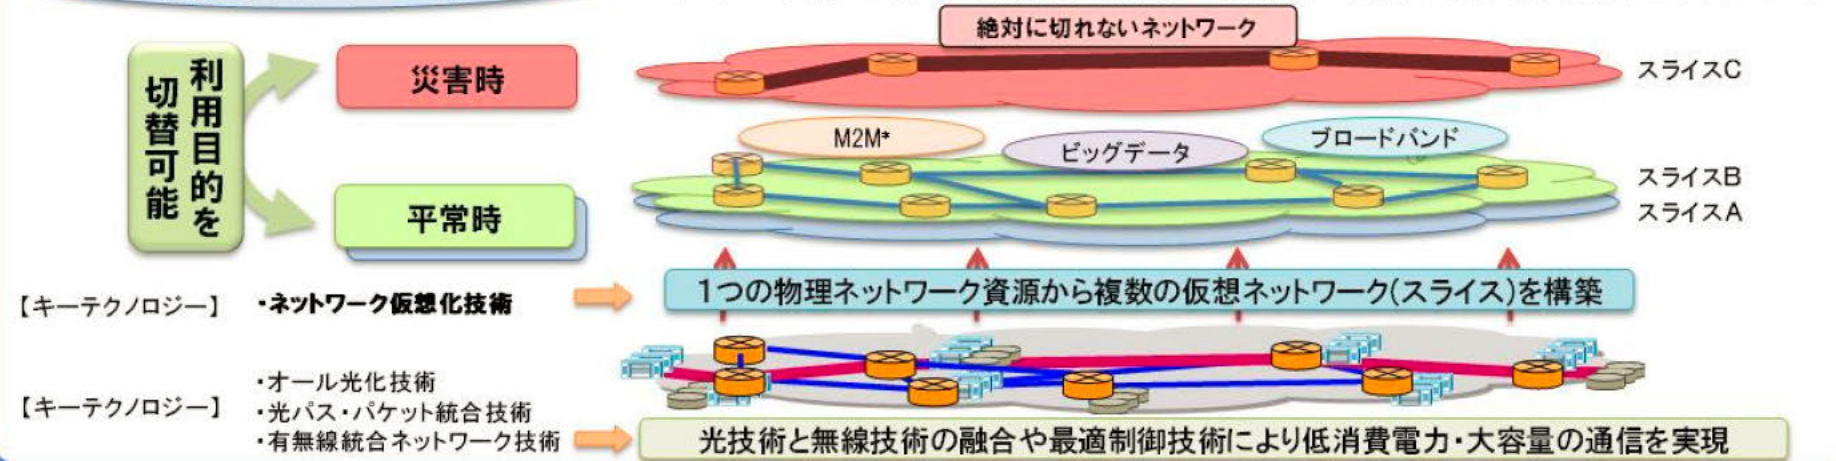 絶対に切れないネットワーク
利用目的を
切替可能
災害時
スライスC
M2M*
ビッグデータ
ブロードバンド
平常時
スライスB
スライスA
【キーテクノロジー】
・ネットワーク仮想化技術
1つの物理ネットワーク資源から複数の仮想ネットワーク(スライス)を構築
【キーテクノロジー】
・オール光化技術
・光パス・パケット統合技術
・有無線統合ネットワーク技術
光技術と無線技術の融合や最適制御技術により低消費電力・大容量の通信を実現